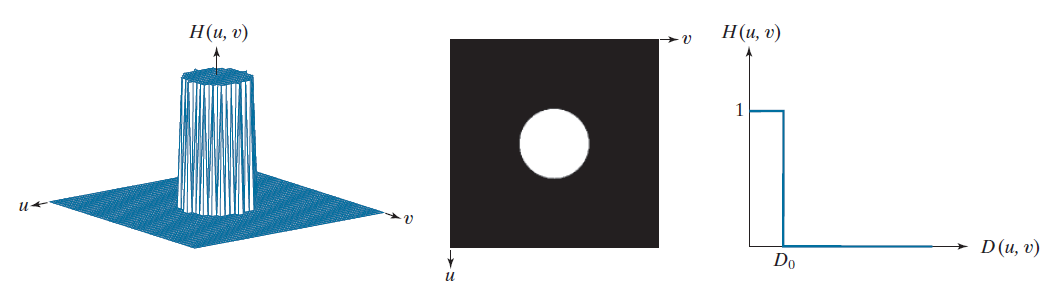 H(u, v)
u
v
v
u
H(u, v)
1
D₀
D(u, v)